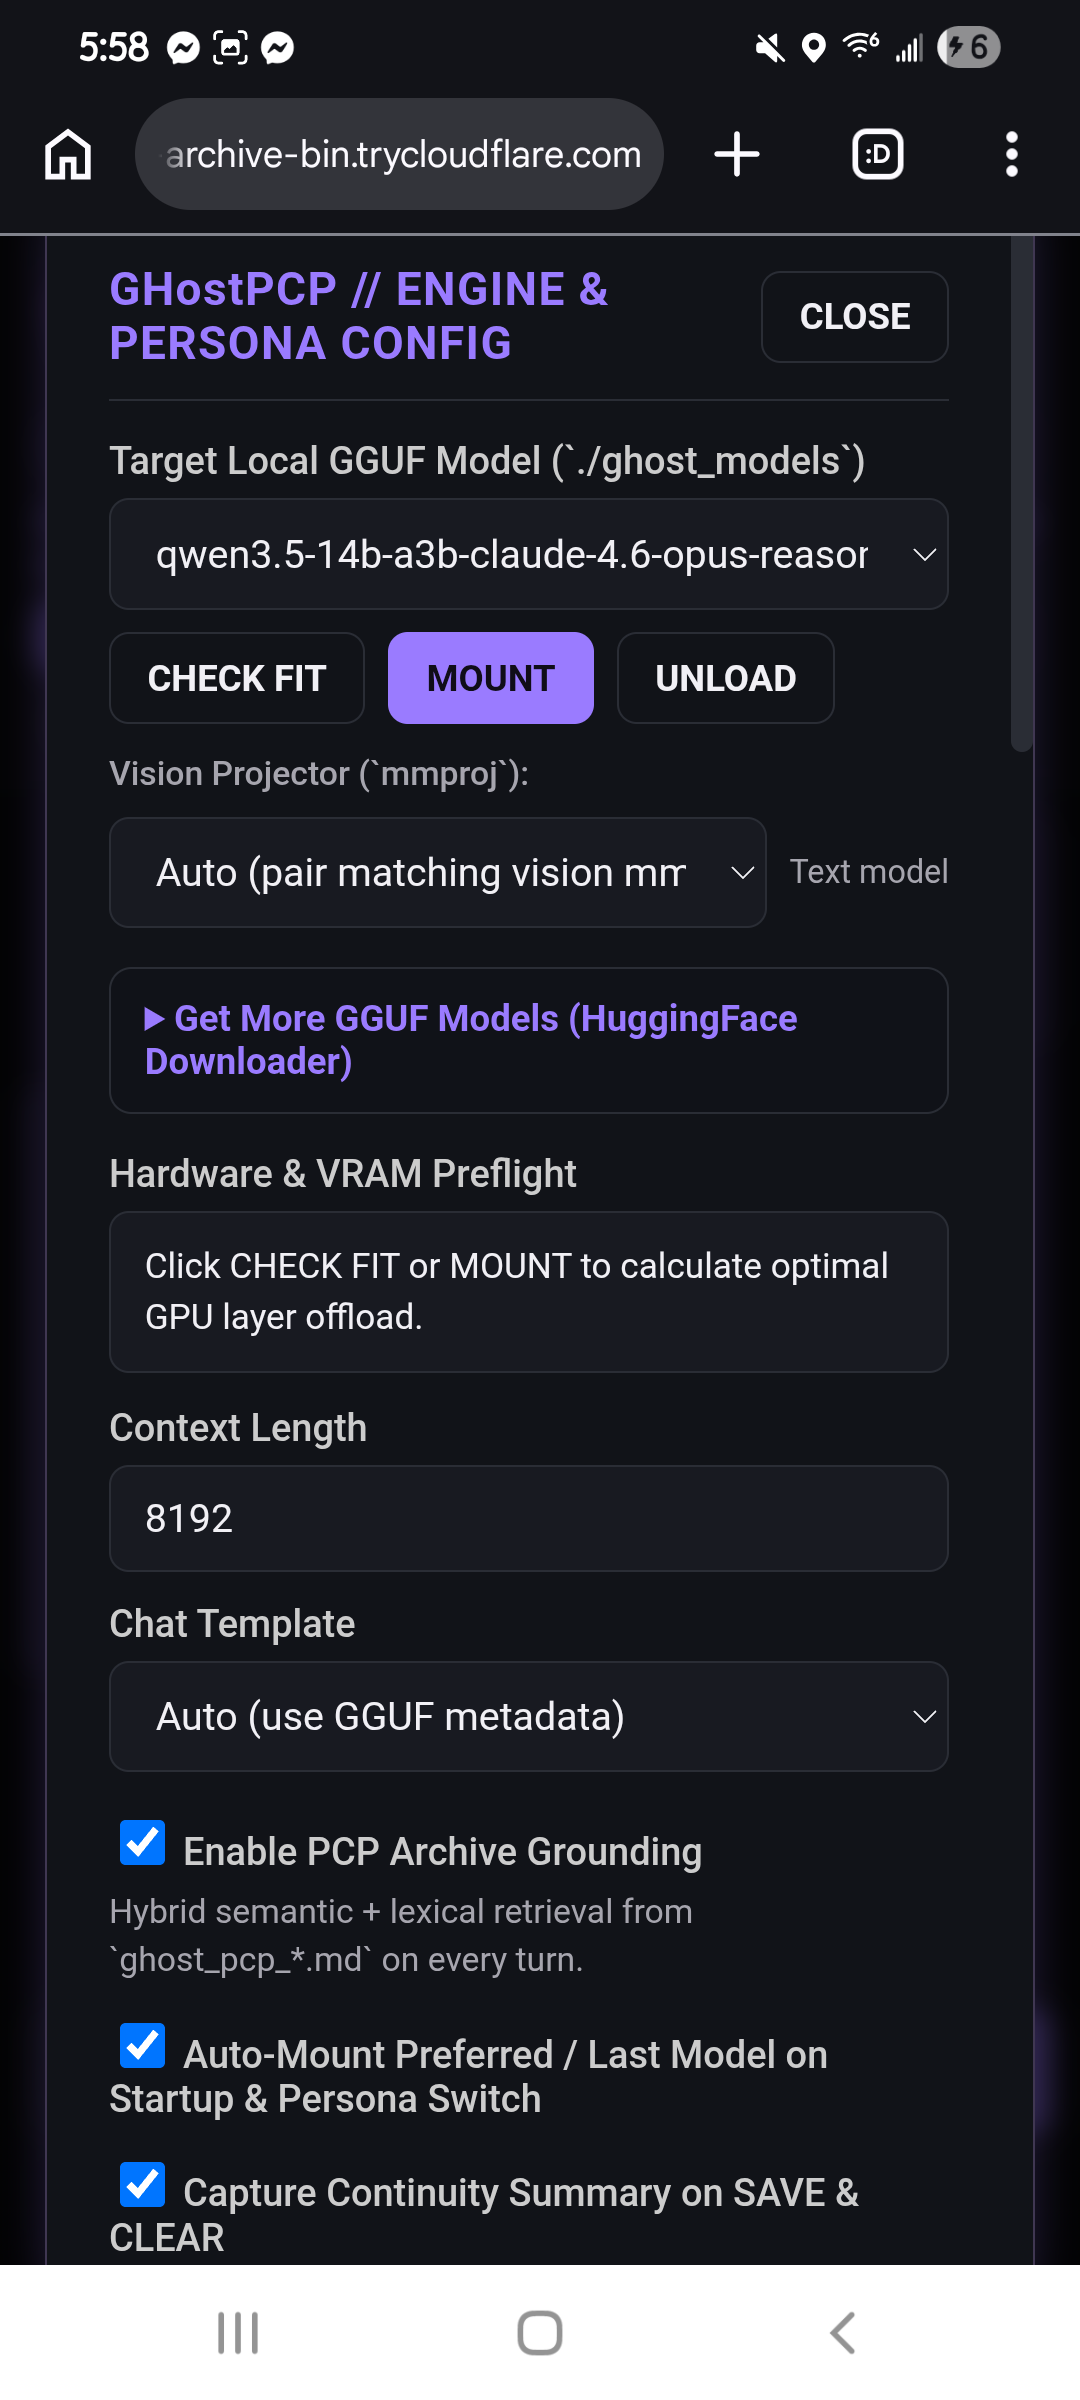 5:58
6
6
archive-bin.trycloudflare.com
:D
GHostPCP // ENGINE &
PERSONA CONFIG
CLOSE
Target Local GGUF Model (`./ghost_models`)
qwen3.5-14b-a3b-claude-4.6-opus-reasor
CHECK FIT
MOUNT
UNLOAD
Vision Projector (`mmproj`):
Auto (pair matching vision mm
Text model
▶ Get More GGUF Models (HuggingFace
Downloader)
Hardware & VRAM Preflight
Click CHECK FIT or MOUNT to calculate optimal
GPU layer offload.
Context Length
8192
Chat Template
Auto (use GGUF metadata)
Enable PCP Archive Grounding
Hybrid semantic + lexical retrieval from
`ghost_pcp_*.md` on every turn.
Auto-Mount Preferred / Last Model on
Startup & Persona Switch
Capture Continuity Summary on SAVE &
CLEAR